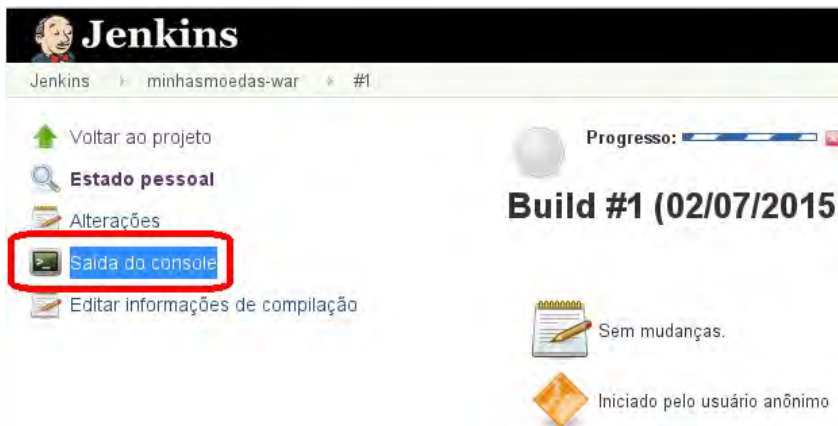 Jenkins
Jenkins minhasmoedas-war #1
Voltar ao projeto
Estado pessoal
Alterações
Saída do console
Editar informações de compilação
Progresso:
Build #1 (02/07/2015
Sem mudanças.
Iniciado pelo usuário anônimo